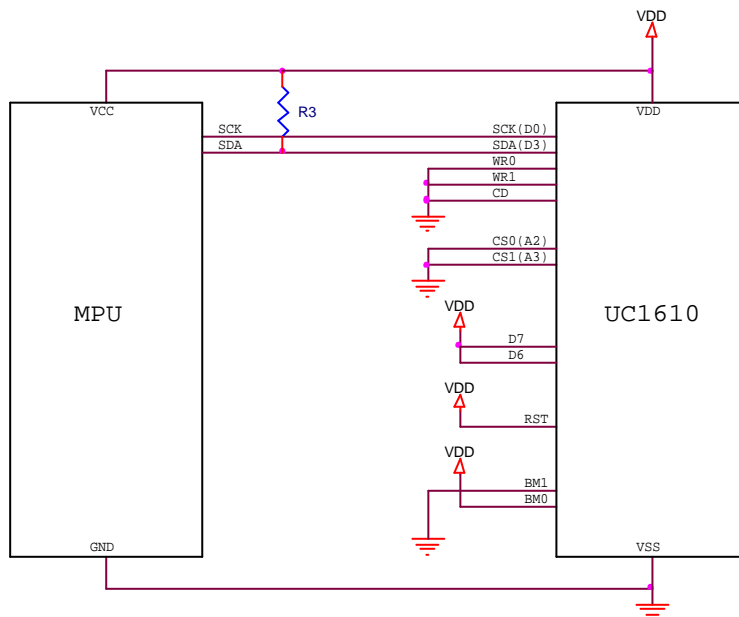 VDD
VCC
VDD
R3
SCK
SCK(D0)
SDA
SDA(D3)
WR0
WR1
CD
CS0(A2)
CS1(A3)
MPU
UC1610
VDD
D7
D6
VDD
RST
VDD
BM1
BM0
GND
VSS